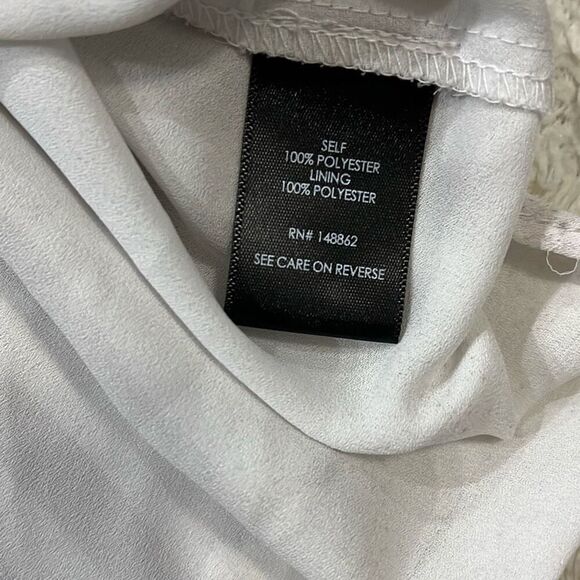 SELF
100% POLYESTER
LINING
100% POLYESTER
RN# 148862
SEE CARE ON REVERSE